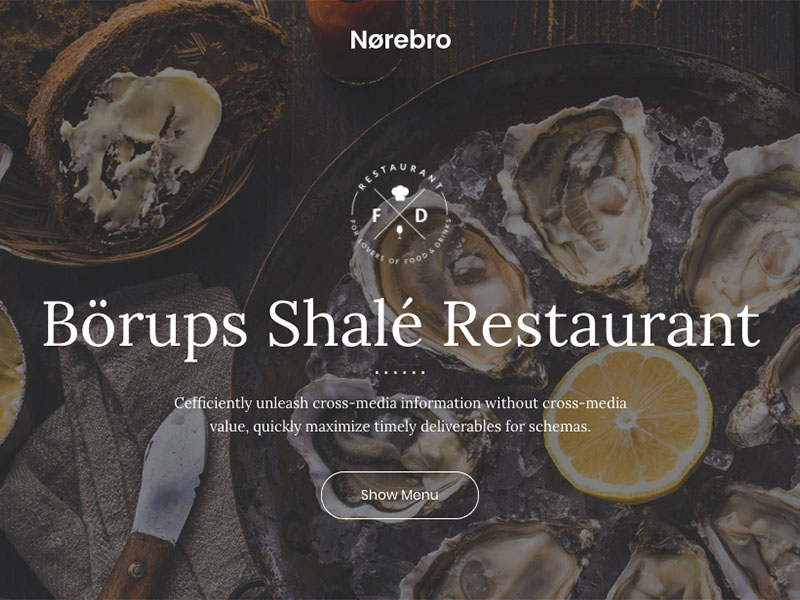 Nørebro
RESTAURANT
F D
FOR LOVERS OF FOOD & DRINKS
Börups Shalé Restaurant
Cefficiently unleash cross-media information without cross-media
value, quickly maximize timely deliverables for schemas.
Show Menu